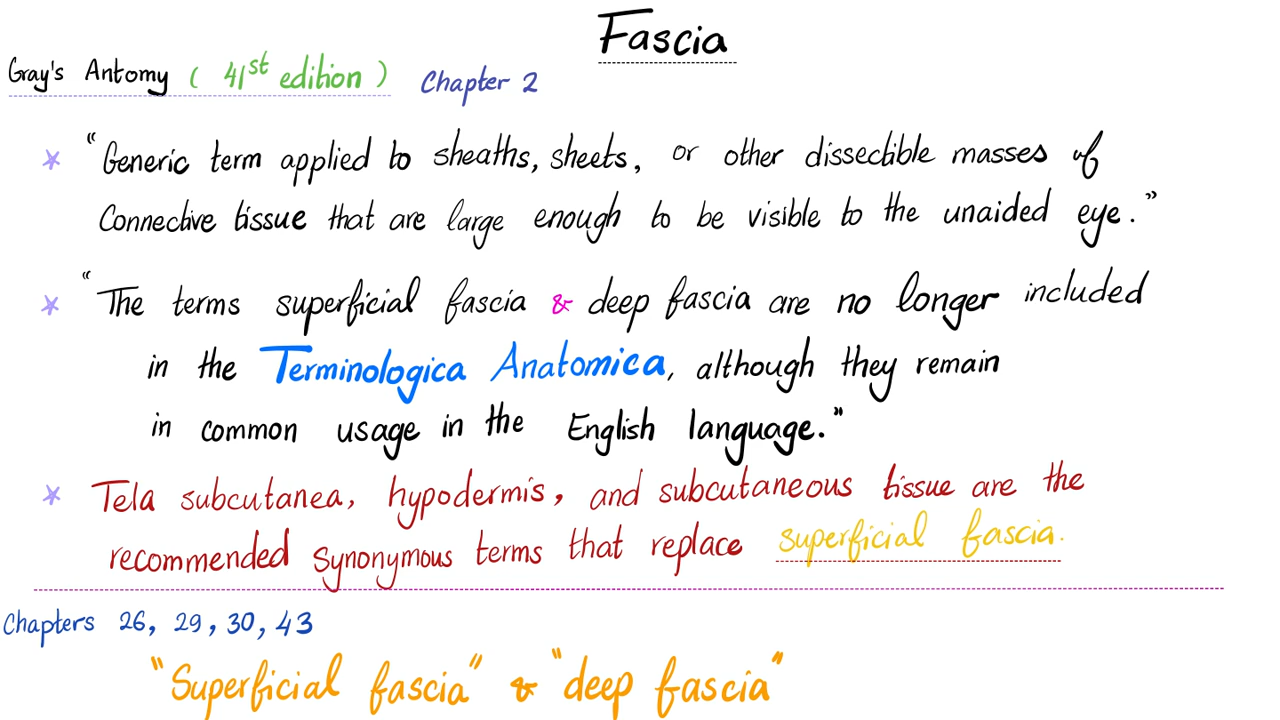 Fascia
Gray's Antomy ( 41st edition ) Chapter 2
* "Generic term applied to sheaths, sheets, or other dissectible masses of
Connective tissue that are large enough to be visible to the unaided eye."
* "The terms superficial fascia & deep fascia are no longer included
in the Terminologica Anatomica, although they remain
in common usage in the English language."
* Tela subcutanea, hypodermis, and subcutaneous tissue are the
recommended synonymous terms that replace superficial fascia.
Chapters 26, 29, 30, 43
"Superficial fascia" & "deep fascia"